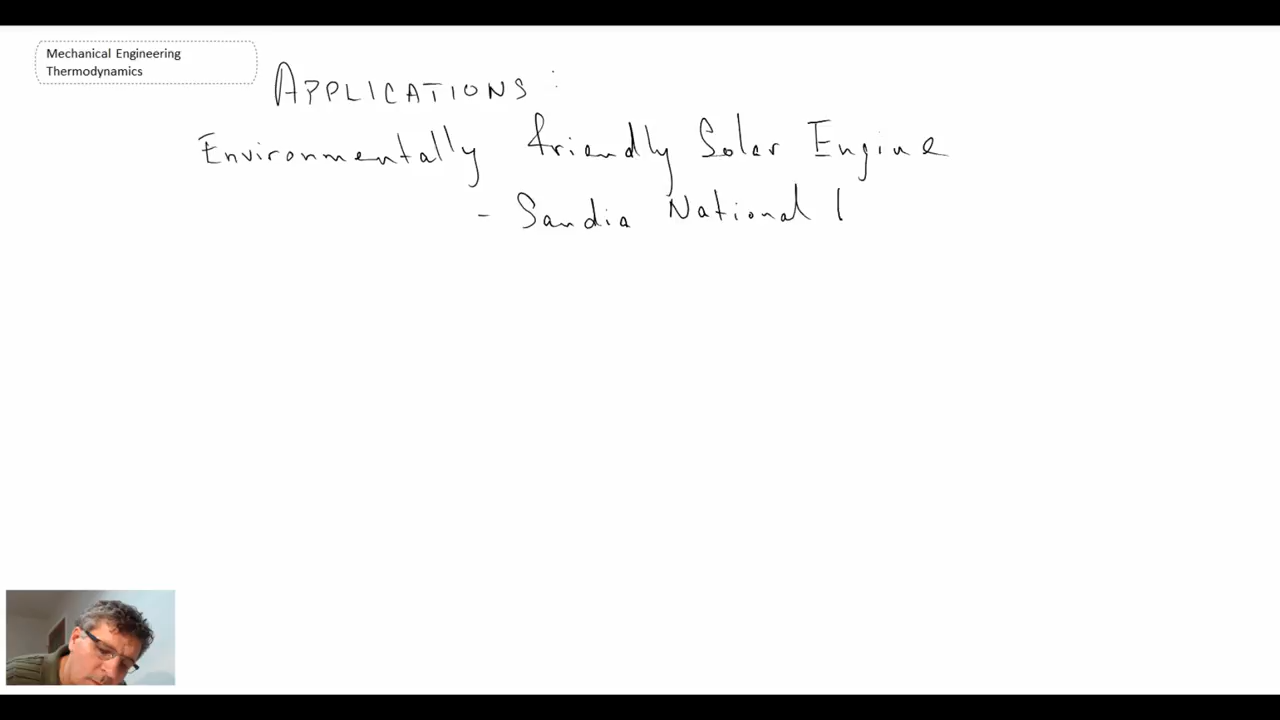 Mechanical Engineering
Thermodynamics
APPLICATIONS :
Environmentally friendly Solar Engine
- Sandia National